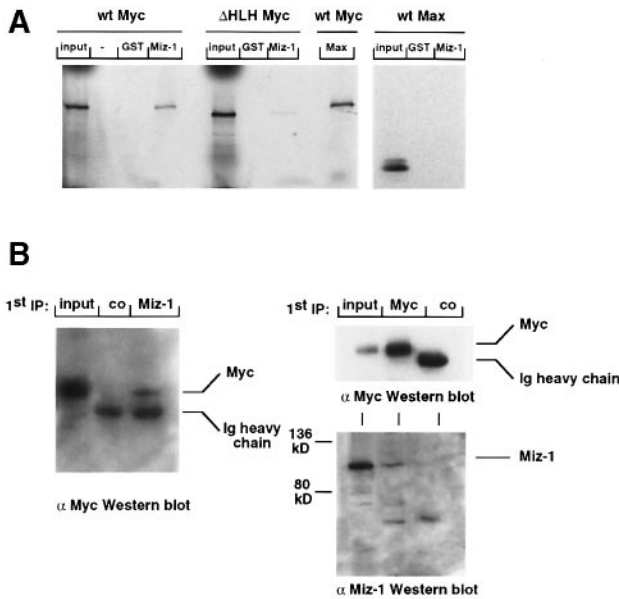 A
wt Myc ΔHLH Myc wt Myc wt Max
input - GST Miz-1 input GST Miz-1 Max input GST Miz-1
B
1st IP: input co Miz-1
Myc
Ig heavy
chain
α Myc Western blot
1st IP: input Myc co
Myc
Ig heavy chain
α Myc Western blot
136
kD
Miz-1
80
kD
α Miz-1 Western blot